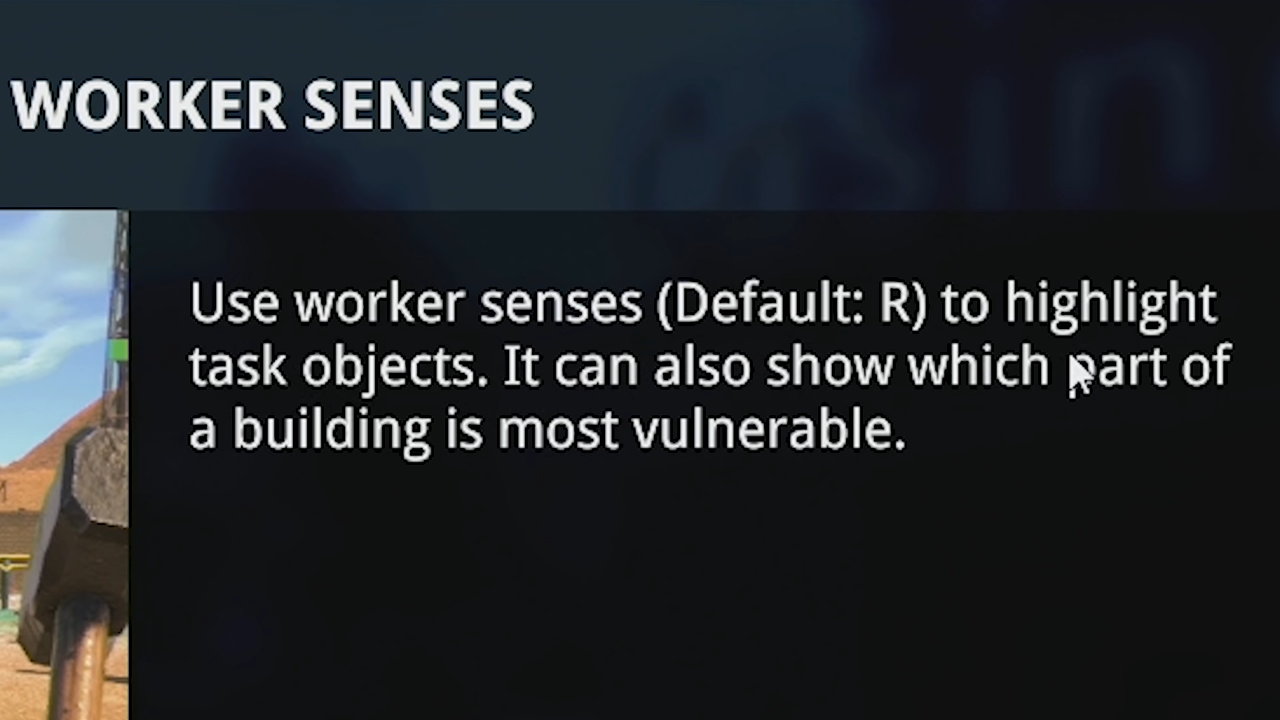 WORKER SENSES
Use worker senses (Default: R) to highlight
task objects. It can also show which part of
a building is most vulnerable.